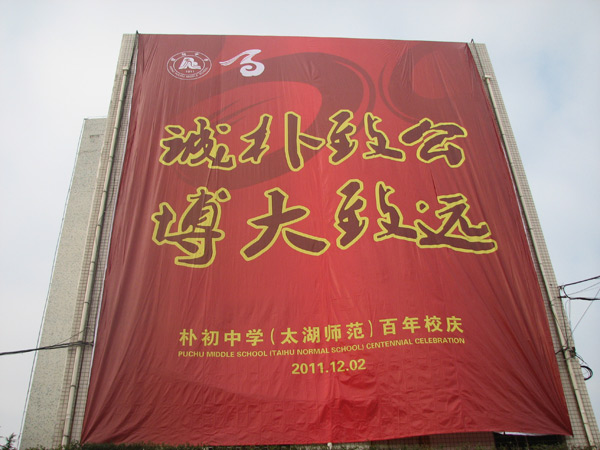 诚朴致公
博大致远
朴初中学(太湖师范)百年校庆
PUCHU MIDDLE SCHOOL (TAIHU NORMAL SCHOOL) CENTENNIAL CELEBRATION
2011.12.02